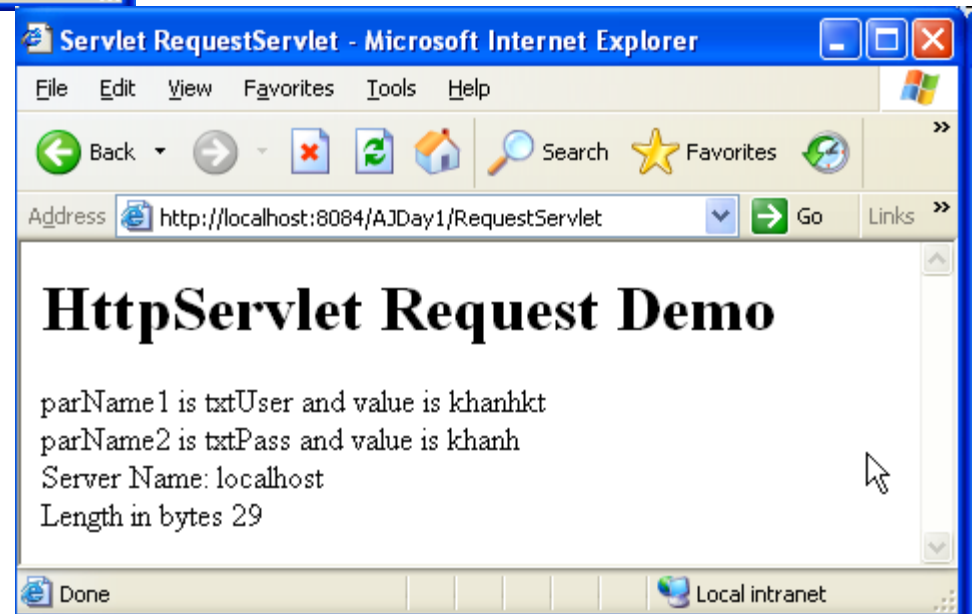 Servlet RequestServlet - Microsoft Internet Explorer
File Edit View Favorites Tools Help
Back Search Favorites »
Address http://localhost:8084/AJDay1/RequestServlet Go Links »
HttpServlet Request Demo
parName1 is txtUser and value is khanhkt
parName2 is txtPass and value is khanh
Server Name: localhost
Length in bytes 29
Done Local intranet